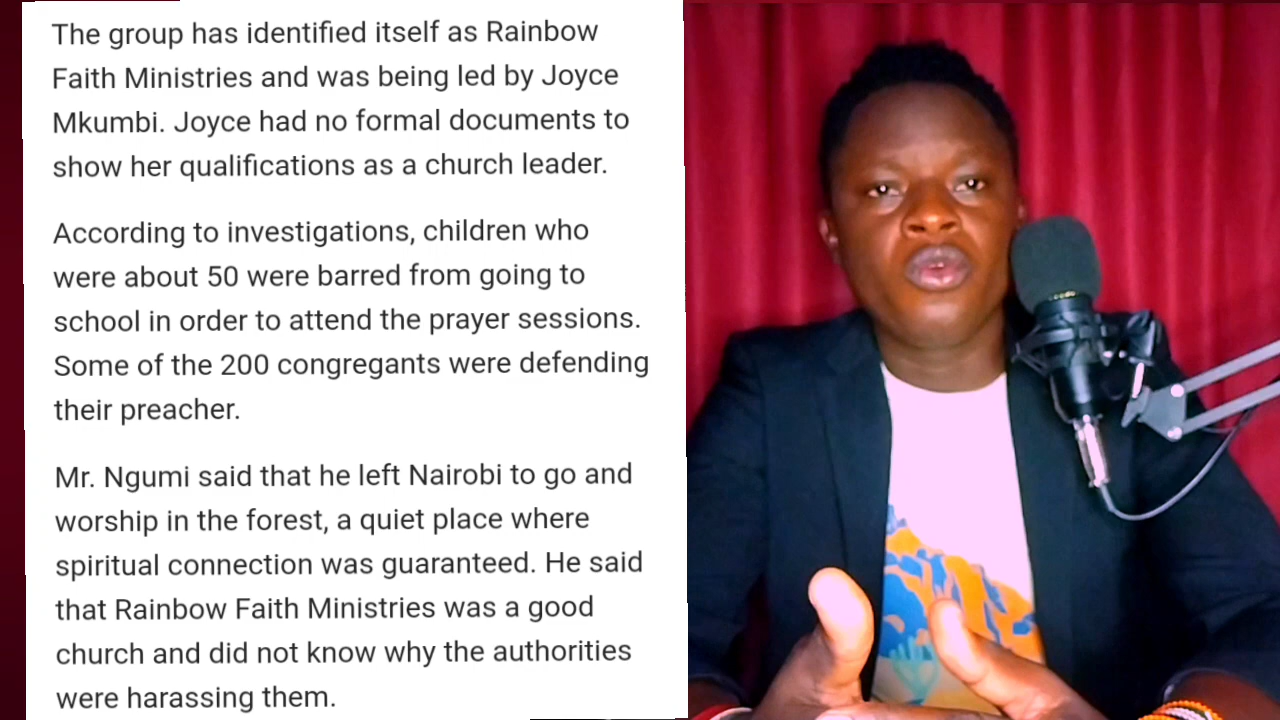 The group has identified itself as Rainbow
Faith Ministries and was being led by Joyce
Mkumbi. Joyce had no formal documents to
show her qualifications as a church leader.
According to investigations, children who
were about 50 were barred from going to
school in order to attend the prayer sessions.
Some of the 200 congregants were defending
their preacher.
Mr. Ngumi said that he left Nairobi to go and
worship in the forest, a quiet place where
spiritual connection was guaranteed. He said
that Rainbow Faith Ministries was a good
church and did not know why the authorities
were harassing them.